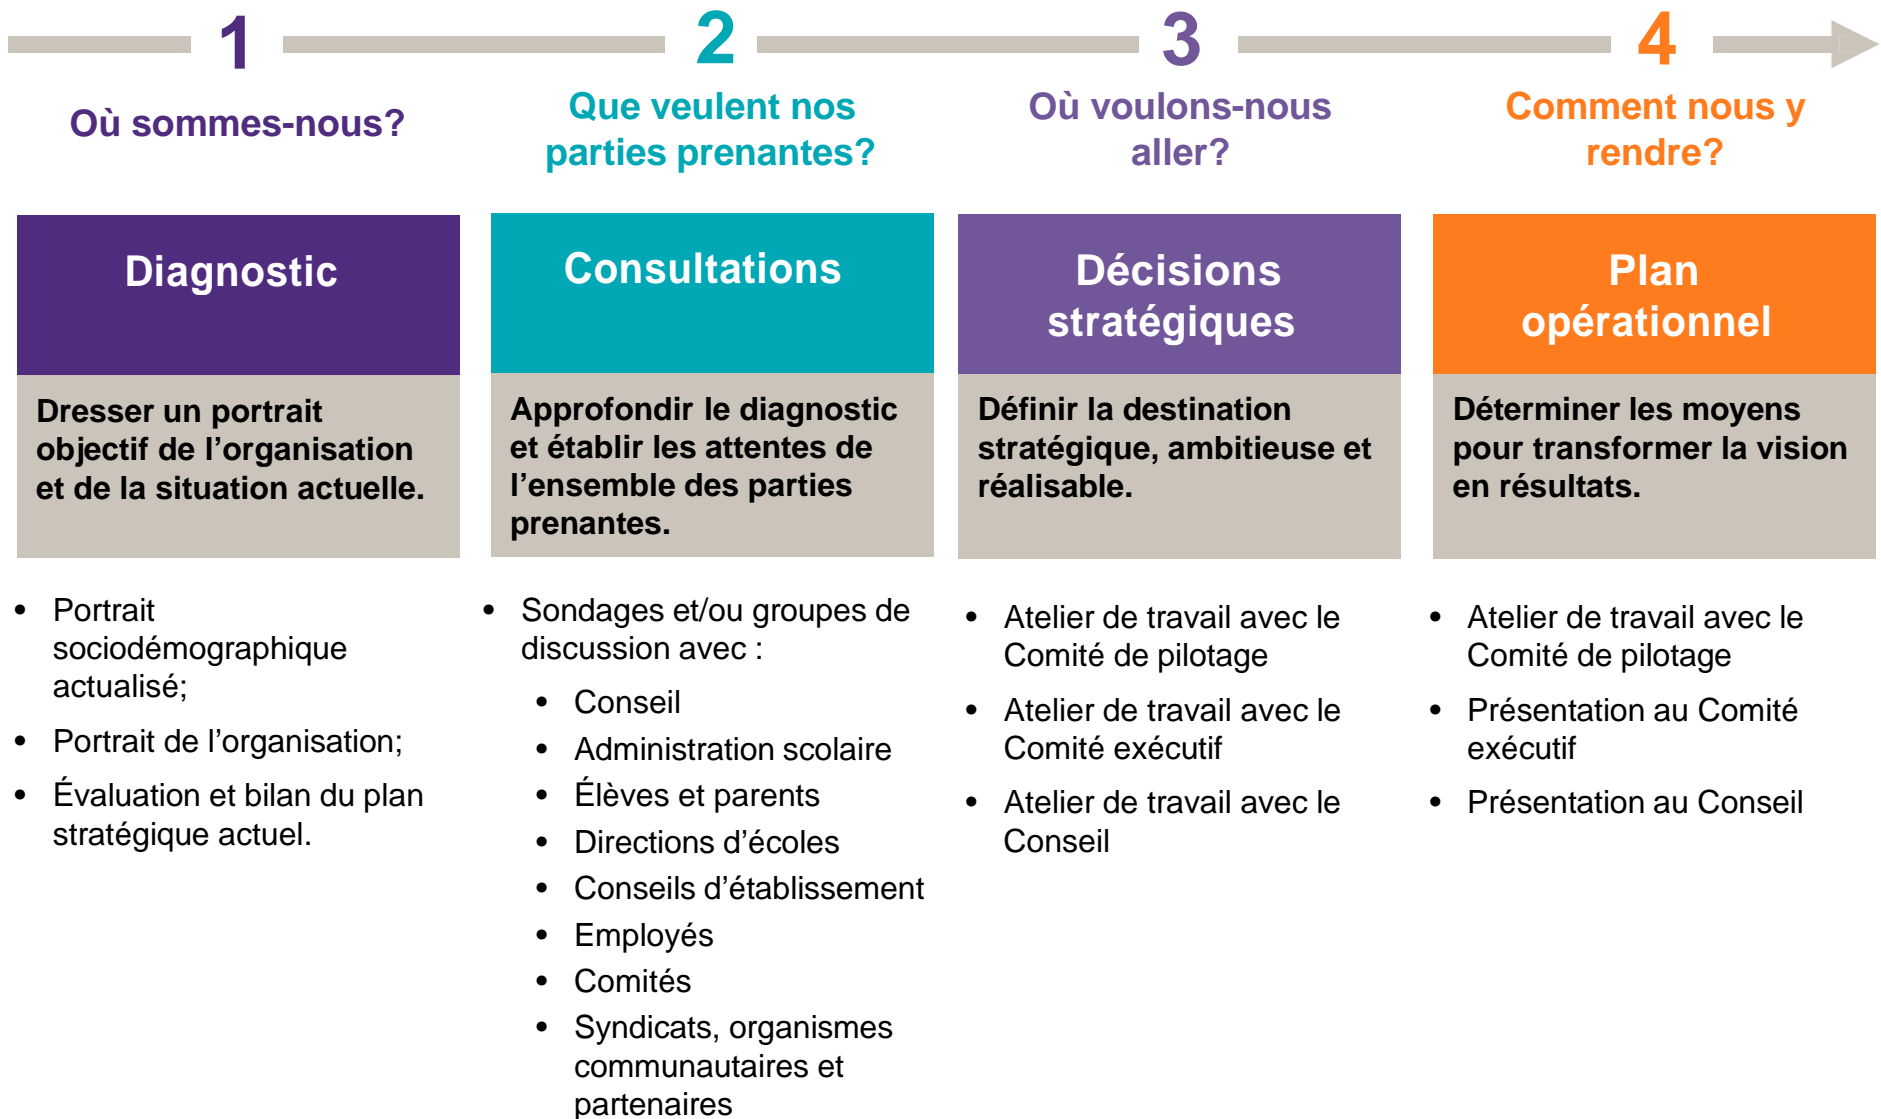 1
Où sommes-nous?
Diagnostic
Dresser un portrait
objectif de l’organisation
et de la situation actuelle.
• Portrait
sociodémographique
actualisé;
• Portrait de l’organisation;
• Évaluation et bilan du plan
stratégique actuel.
2
Que veulent nos
parties prenantes?
Consultations
Approfondir le diagnostic
et établir les attentes de
l’ensemble des parties
prenantes.
• Sondages et/ou groupes de
discussion avec :
• Conseil
• Administration scolaire
• Élèves et parents
• Directions d’écoles
• Conseils d’établissement
• Employés
• Comités
• Syndicats, organismes
communautaires et
partenaires
3
Où voulons-nous
aller?
Décisions
stratégiques
Définir la destination
stratégique, ambitieuse et
réalisable.
• Atelier de travail avec le
Comité de pilotage
• Atelier de travail avec le
Comité exécutif
• Atelier de travail avec le
Conseil
4
Comment nous y
rendre?
Plan
opérationnel
Déterminer les moyens
pour transformer la vision
en résultats.
• Atelier de travail avec le
Comité de pilotage
• Présentation au Comité
exécutif
• Présentation au Conseil